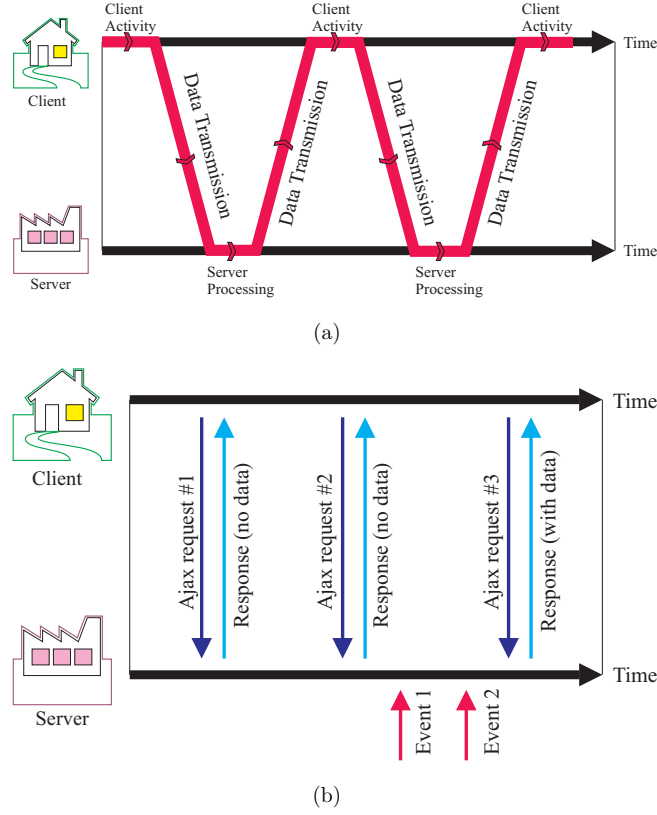 Client
Activity
Client
Activity
Client
Activity
Time
Client
Data Transmission
Data Transmission
Data Transmission
Data Transmission
Server
Server
Processing
Server
Processing
Time
(a)
Time
Client
Ajax request #1
Response (no data)
Ajax request #2
Response (no data)
Ajax request #3
Response (with data)
Time
Server
Event 1
Event 2
(b)